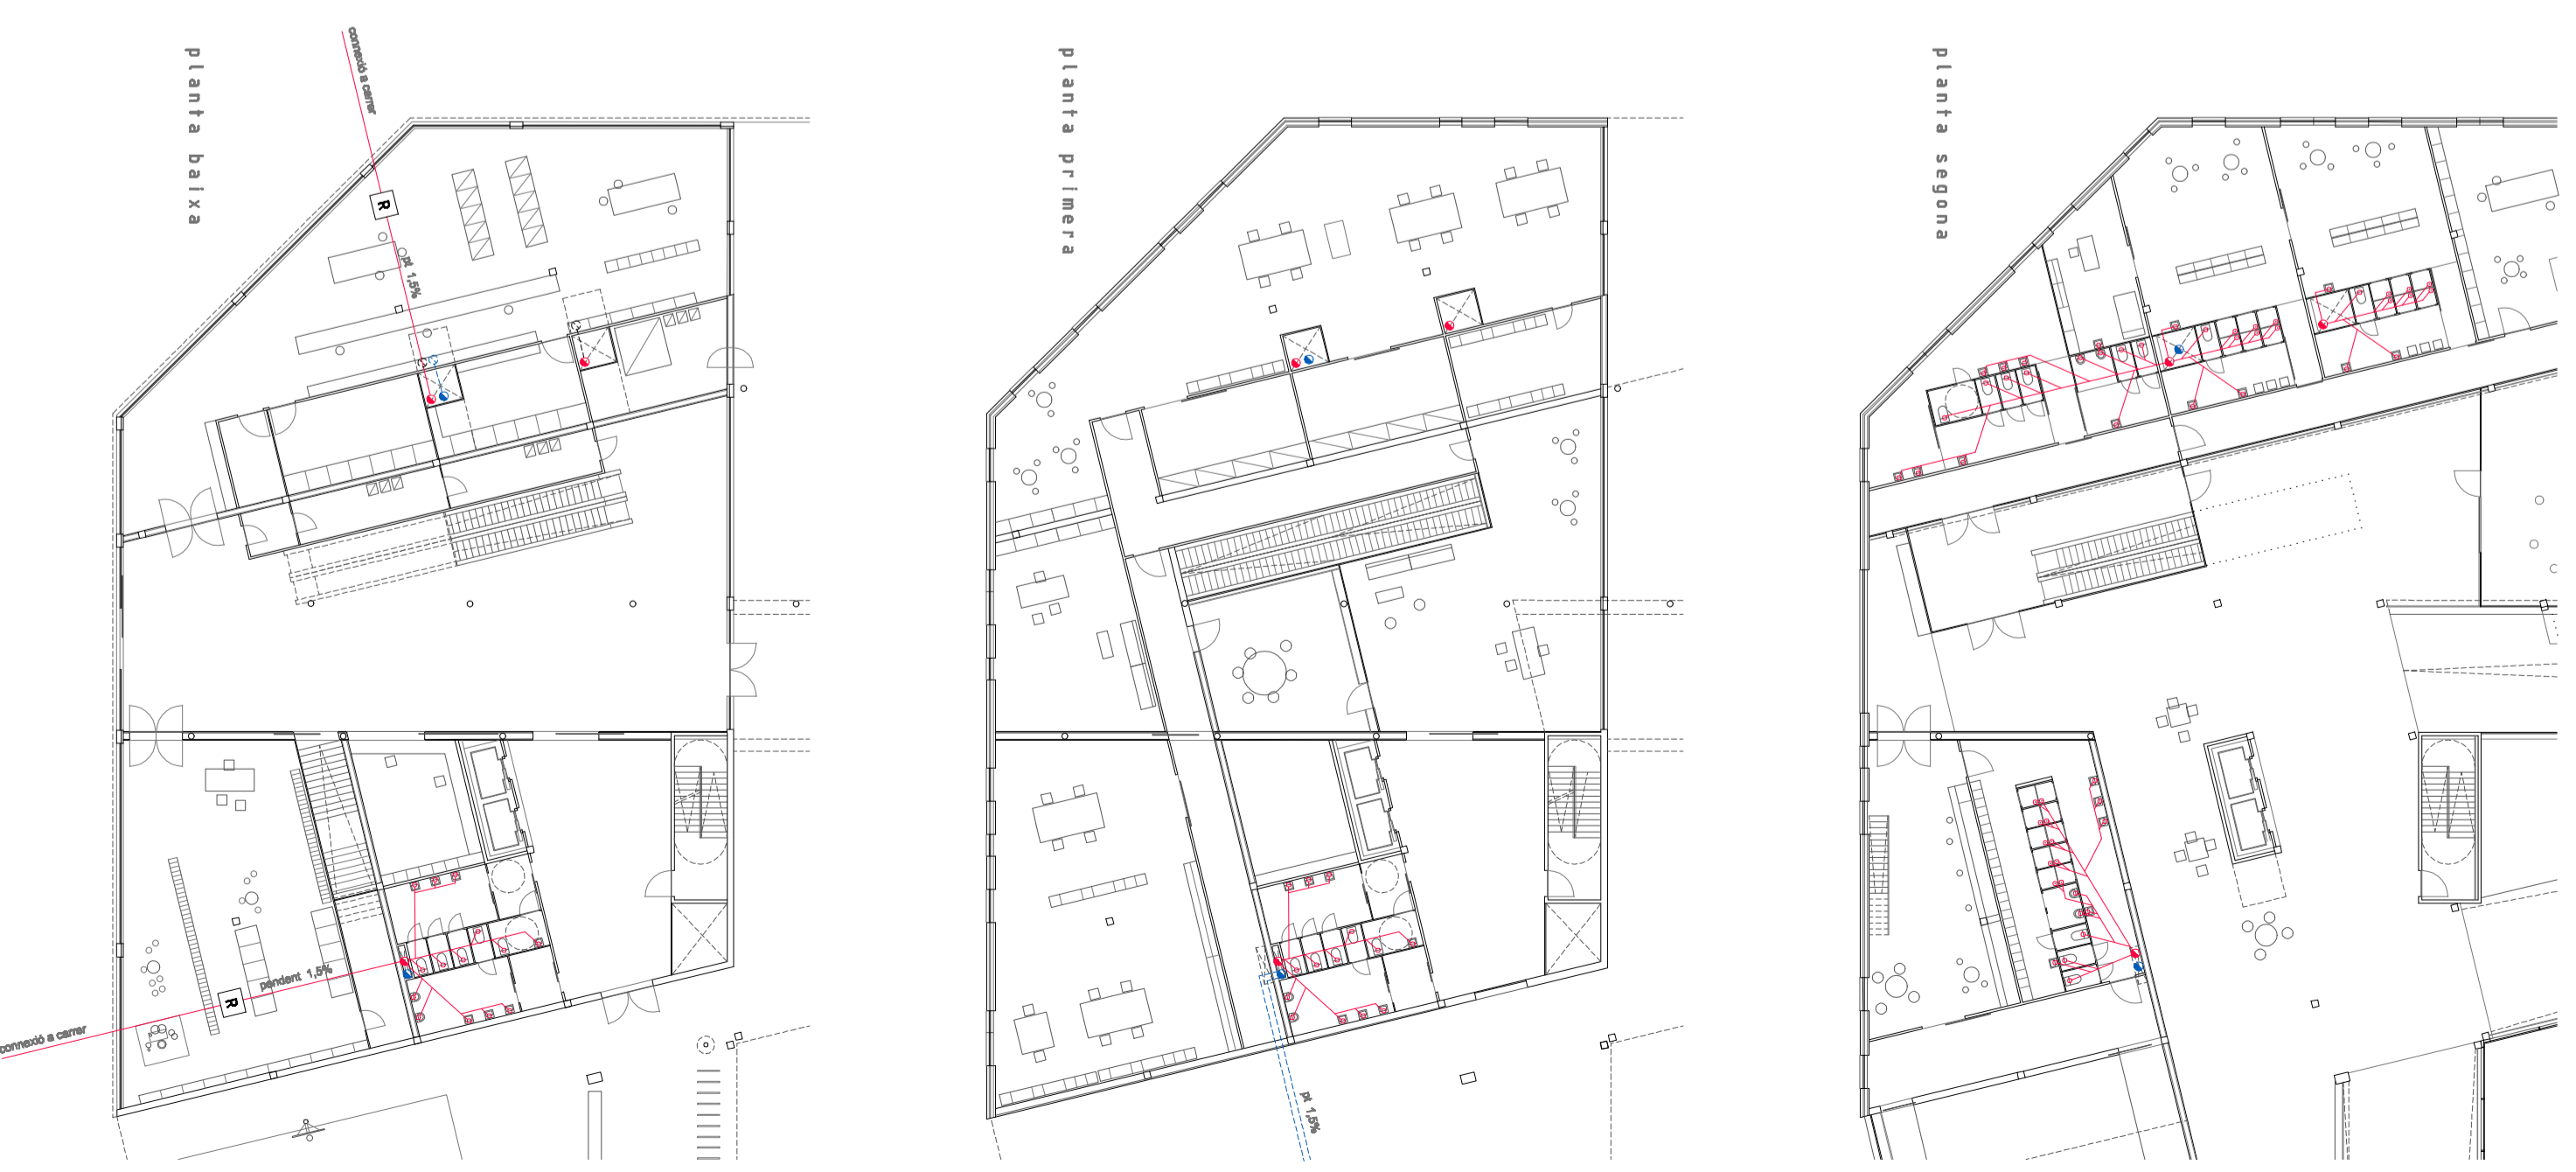 planta baixa
connexió a carrer
R
pt 1,5%
pendent 1,5%
R
connexió a carrer
planta primera
pt 1,5%
planta segona